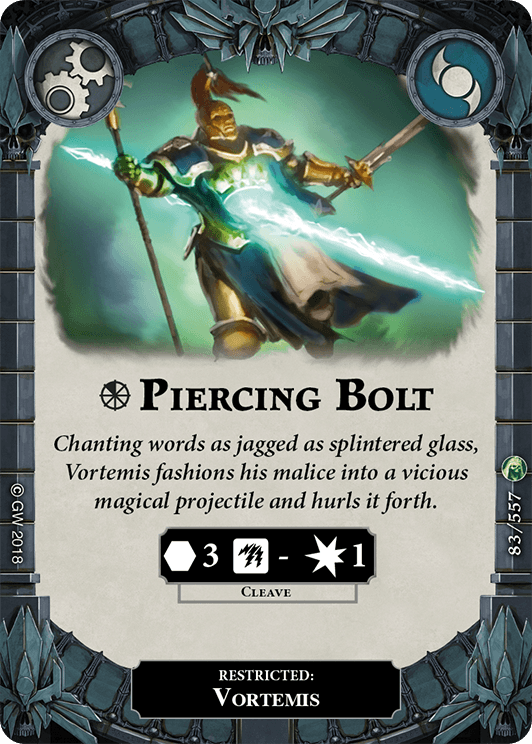 Piercing Bolt
Chanting words as jagged as splintered glass,
Vortemis fashions his malice into a vicious
magical projectile and hurls it forth.
3 - 1
Cleave
RESTRICTED:
Vortemis
© GW 2018
83/557